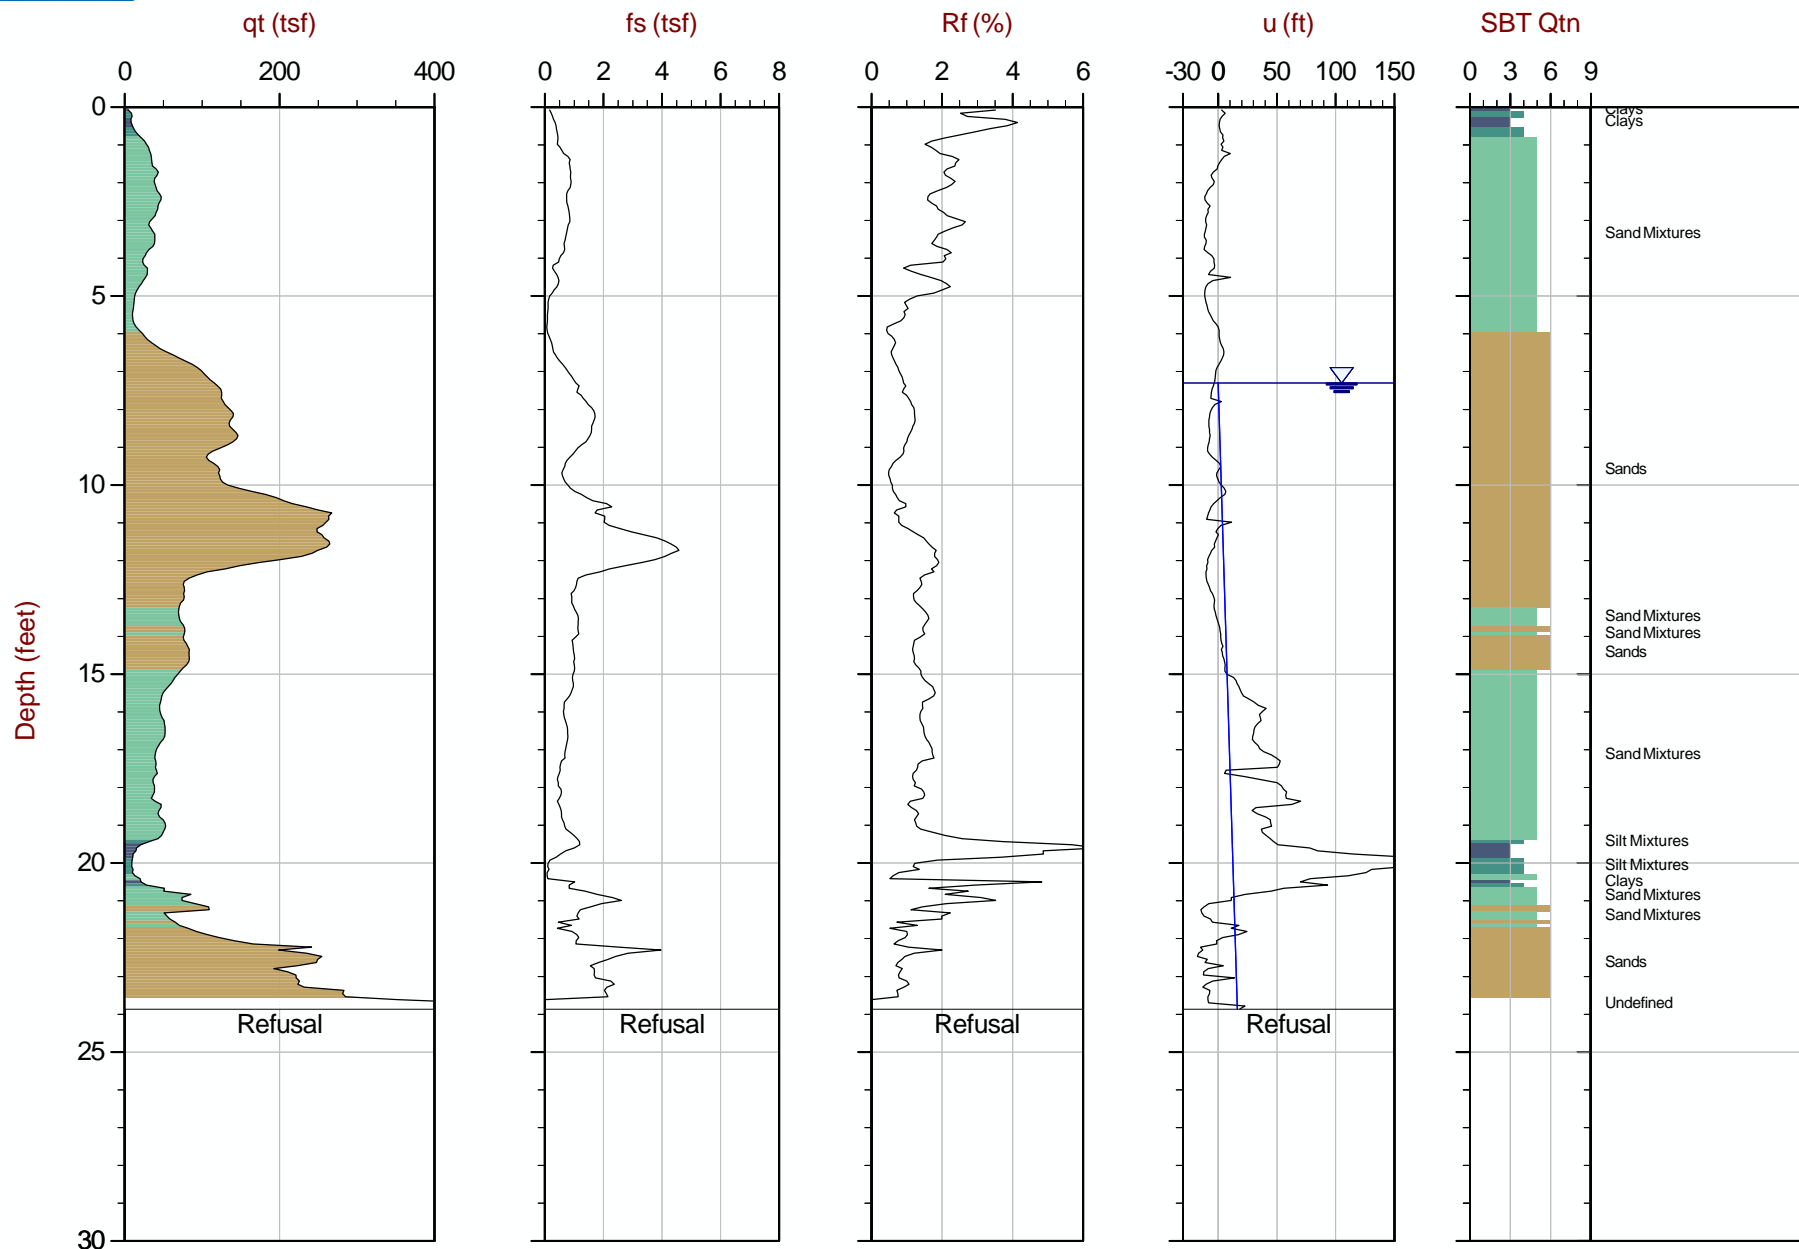 qt (tsf)
fs (tsf)
Rf (%)
u (ft)
SBT Qtn
0 200 400
0 2 4 6 8
0 2 4 6
-30 0 50 100 150
0 3 6 9
Depth (feet)
0
5
10
15
20
25
30
Clays
Clays
Sand Mixtures
Sands
Sand Mixtures
Sand Mixtures
Sands
Sand Mixtures
Silt Mixtures
Silt Mixtures
Clays
Sand Mixtures
Sand Mixtures
Sands
Undefined
Refusal
Refusal
Refusal
Refusal